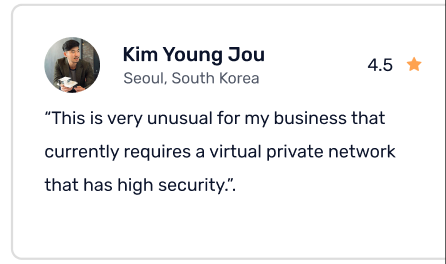 Kim Young Jou
Seoul, South Korea
4.5
“This is very unusual for my business that
currently requires a virtual private network
that has high security.”.